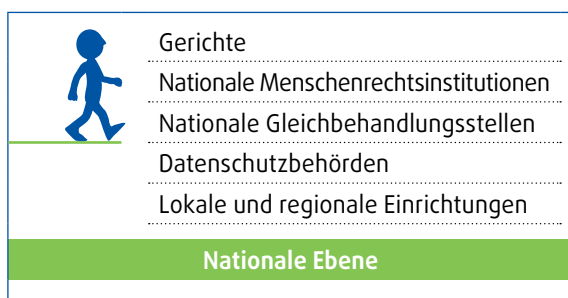 Gerichte
Nationale Menschenrechtsinstitutionen
Nationale Gleichbehandlungsstellen
Datenschutzbehörden
Lokale und regionale Einrichtungen
Nationale Ebene